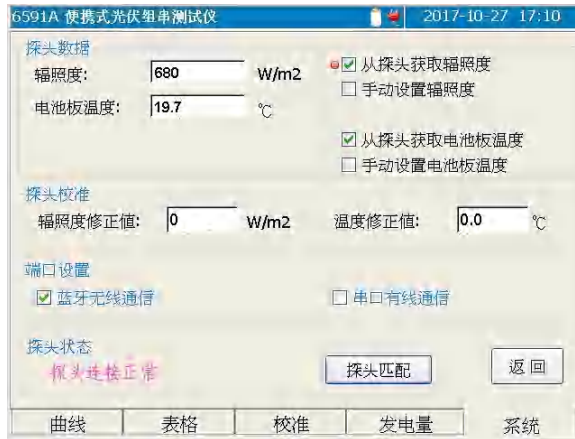 6591A 便携式光伏组串测试仪 2017-10-27 17:10
探头数据
辐照度: 680 W/m2
电池板温度: 19.7 ℃
从探头获取辐照度
手动设置辐照度
从探头获取电池板温度
手动设置电池板温度
探头校准
辐照度修正值: 0 W/m2 温度修正值: 0.0 ℃
端口设置
蓝牙无线通信 串口有线通信
探头状态
探头连接正常 探头匹配 返回
曲线 表格 校准 发电量 系统